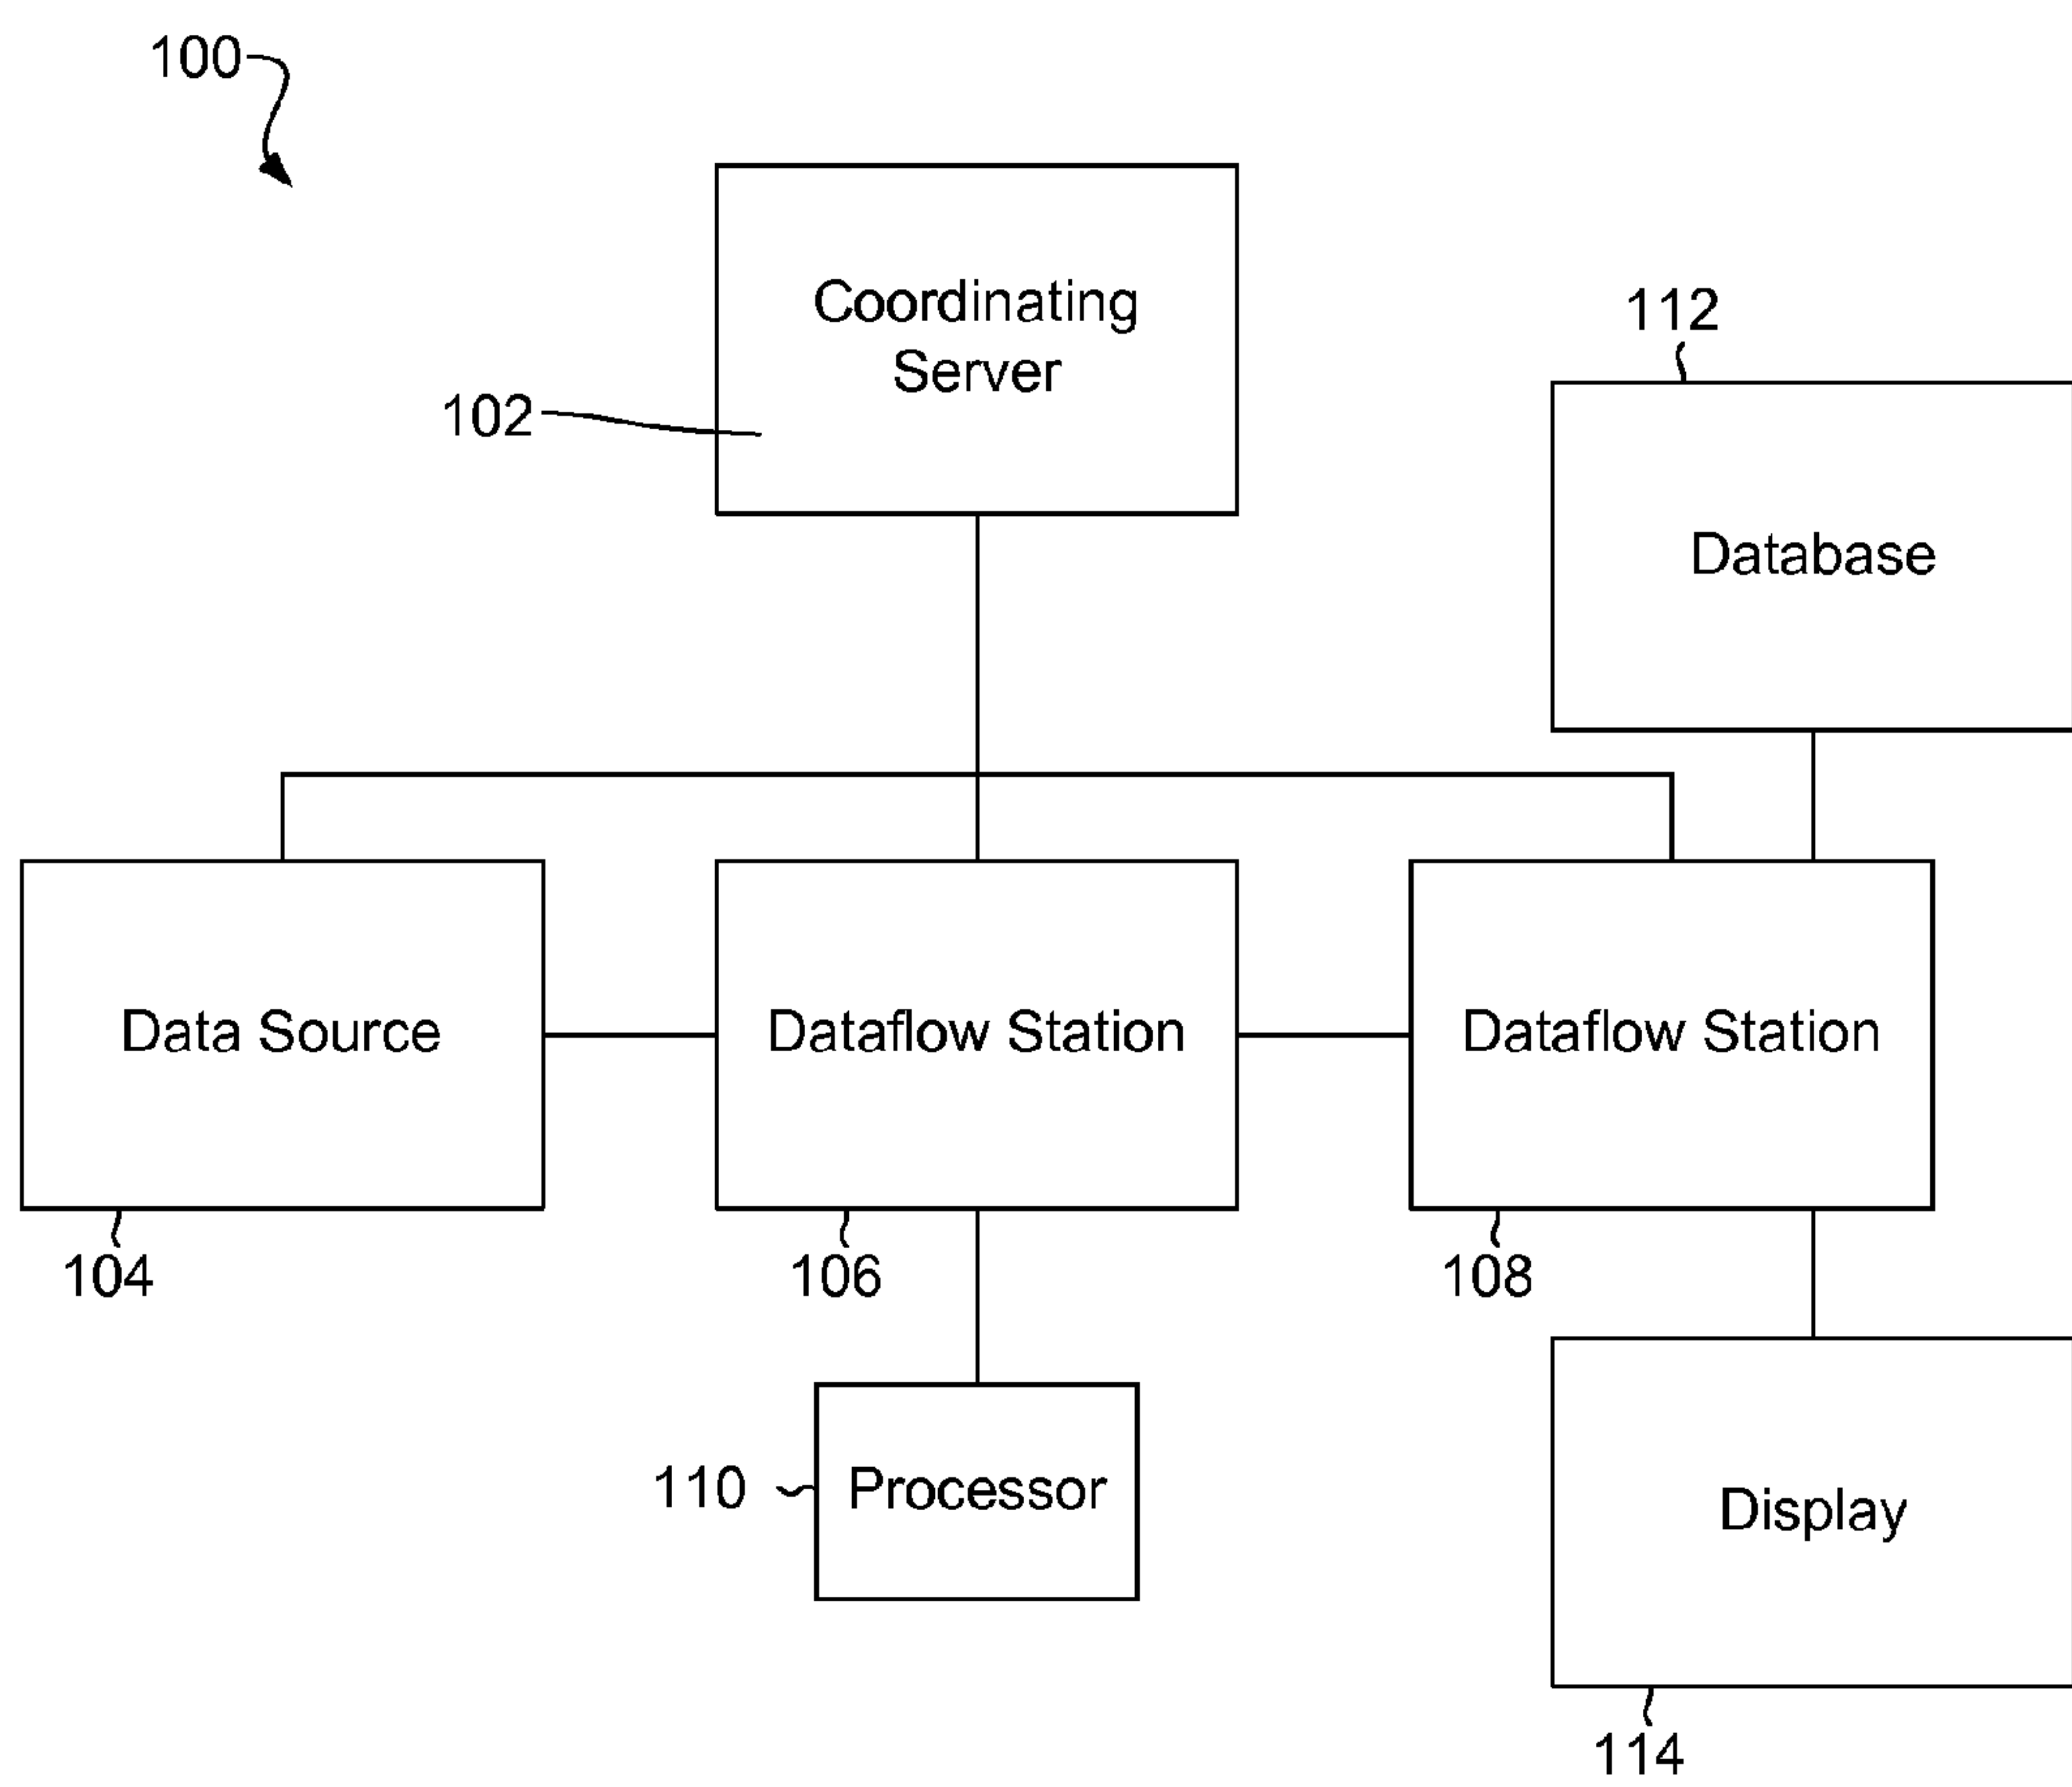 100
Coordinating
Server
102
112
Database
Data Source
Dataflow Station
Dataflow Station
104
106
108
110
Processor
Display
114